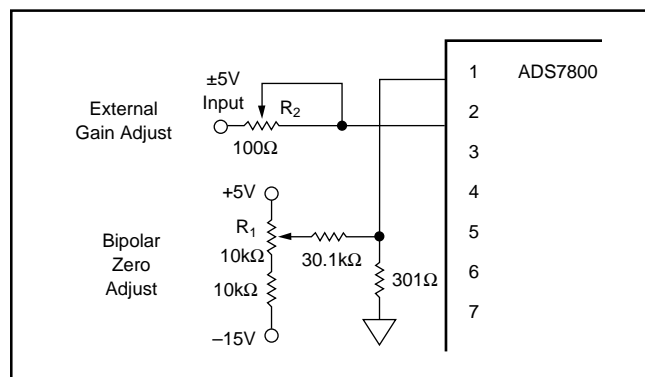 ±5V
Input
R2
External
Gain Adjust
100Ω
+5V
R1
10kΩ
30.1kΩ
Bipolar
Zero
Adjust
10kΩ
301Ω
–15V
1
ADS7800
2
3
4
5
6
7